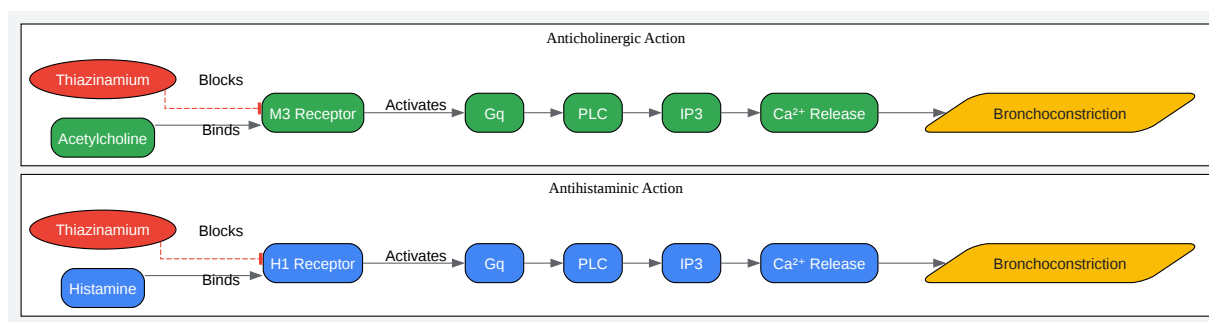 Anticholinergic Action
Thiazinamium
Blocks
M3 Receptor
Activates
Gq
PLC
IP3
Ca²⁺ Release
Bronchoconstriction
Acetylcholine
Binds
Antihistaminic Action
Thiazinamium
Blocks
H1 Receptor
Activates
Gq
PLC
IP3
Ca²⁺ Release
Bronchoconstriction
Histamine
Binds